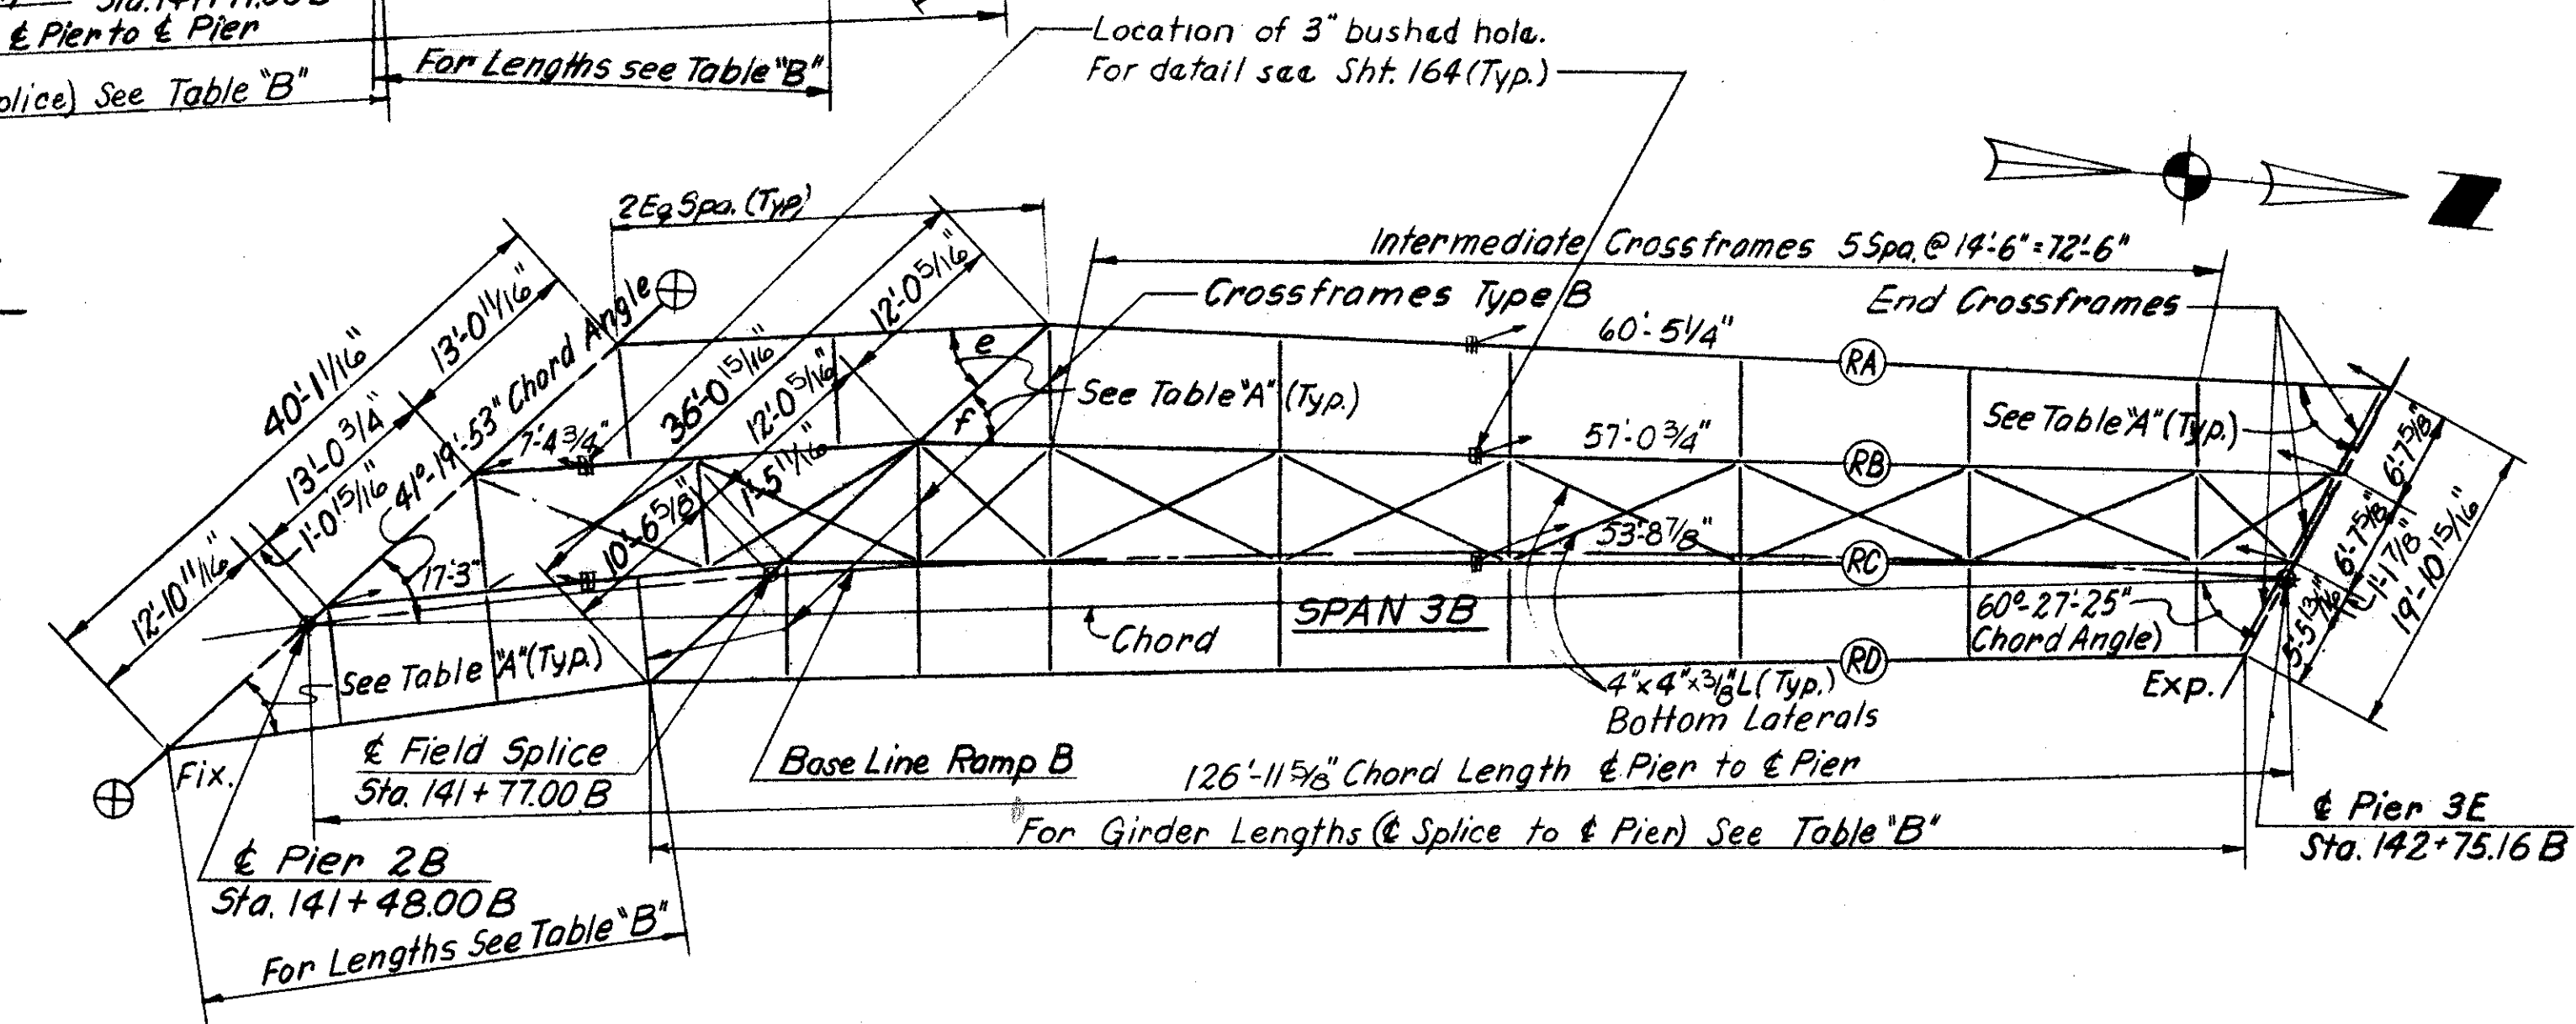 Sta. 141+77.00 B
℄ Pier to ℄ Pier
For Lengths see Table "B"
plice) See Table "B"
Location of 3" bushed hole.
For detail see Sht. 164 (Typ.)
2 Eq Spa. (Typ)
Intermediate Crossframes 5 Spa. @ 14'-6" = 72'-6"
Crossframes Type B
End Crossframes
40'-1 1/16"
13'-0 11/16"
13'-0 3/4"
1'-0 15/16"
12'-10 11/16"
41°-19'-53" Chord Angle
7'-4 3/4"
36'-0 15/16"
12'-0 5/16"
12'-0 5/16"
1'-5 11/16"
10'-6 5/8"
17'-3"
e
f
See Table "A" (Typ.)
60'-5 1/4"
RA
57'-0 3/4"
RB
See Table "A" (Typ.)
53'-8 7/8"
RC
6'-7 5/8"
6'-7 5/8"
1'-1 7/8"
5'-5 13/16"
19'-10 15/16"
60°-27'-25"
Chord Angle)
SPAN 3B
Chord
RD
See Table "A" (Typ.)
4" x 4" x 3/8" L (Typ.)
Bottom Laterals
Exp.
Fix.
℄ Field Splice
Sta. 141 + 77.00 B
Base Line Ramp B
126'-11 5/8" Chord Length ℄ Pier to ℄ Pier
For Girder Lengths (℄ Splice to ℄ Pier) See Table "B"
℄ Pier 3E
Sta. 142+75.16 B
℄ Pier 2B
Sta. 141 + 48.00 B
For Lengths See Table "B"